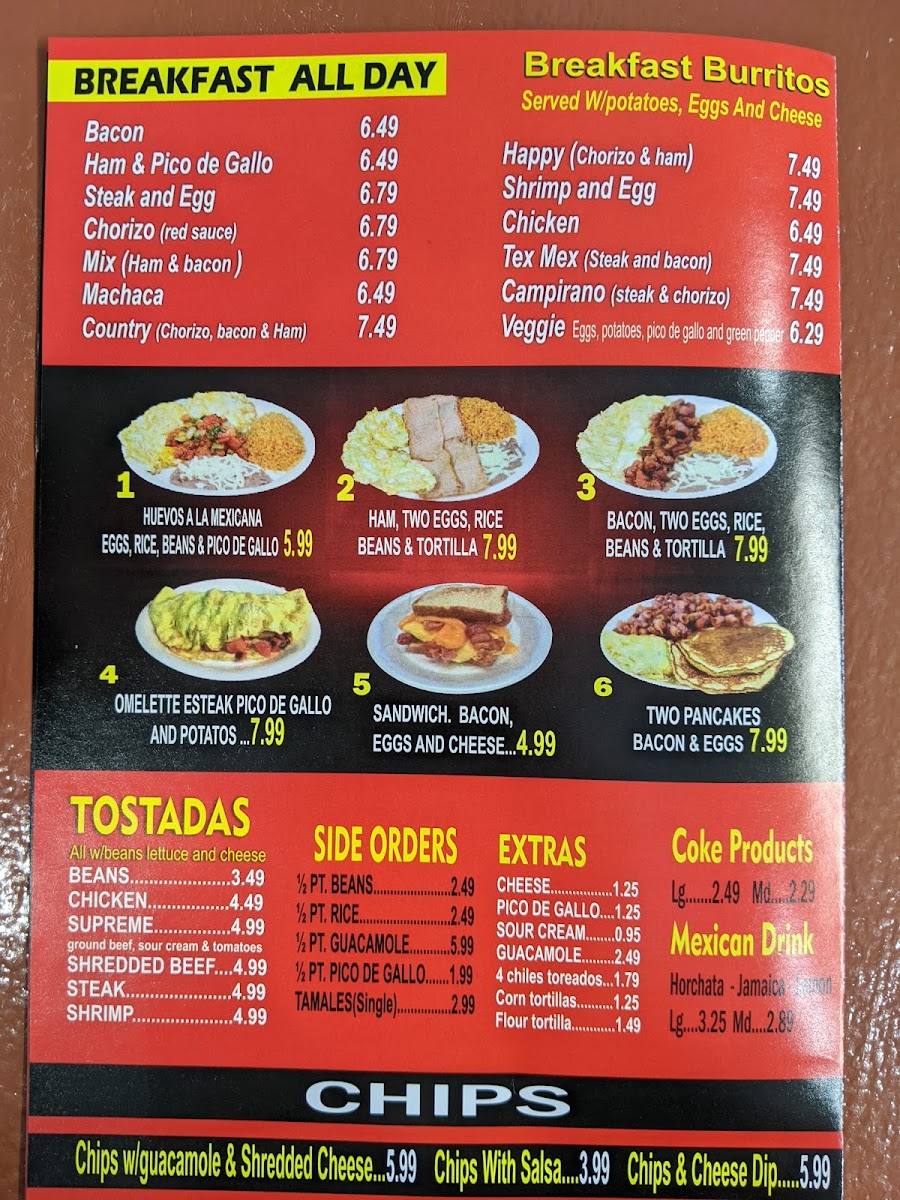 BREAKFAST ALL DAY
Bacon 6.49
Ham & Pico de Gallo 6.49
Steak and Egg 6.79
Chorizo (red sauce) 6.79
Mix (Ham & bacon) 6.79
Machaca 6.49
Country (Chorizo, bacon & Ham) 7.49
Breakfast Burritos
Served W/potatoes, Eggs And Cheese
Happy (Chorizo & ham) 7.49
Shrimp and Egg 7.49
Chicken 6.49
Tex Mex (Steak and bacon) 7.49
Campirano (steak & chorizo) 7.49
Veggie Eggs, potatoes, pico de gallo and green pepper 6.29
1
HUEVOS A LA MEXICANA
EGGS, RICE, BEANS & PICO DE GALLO 5.99
2
HAM, TWO EGGS, RICE
BEANS & TORTILLA 7.99
3
BACON, TWO EGGS, RICE,
BEANS & TORTILLA 7.99
4
OMELETTE ESTEAK PICO DE GALLO
AND POTATOS ...7.99
5
SANDWICH. BACON,
EGGS AND CHEESE...4.99
6
TWO PANCAKES
BACON & EGGS 7.99
TOSTADAS
All w/beans lettuce and cheese
BEANS.......................3.49
CHICKEN.................4.49
SUPREME................4.99
ground beef, sour cream & tomatoes
SHREDDED BEEF....4.99
STEAK......................4.99
SHRIMP.....................4.99
SIDE ORDERS
½ PT. BEANS......................2.49
½ PT. RICE..........................2.49
½ PT. GUACAMOLE...........5.99
½ PT. PICO DE GALLO.......1.99
TAMALES(Single)................2.99
EXTRAS
CHEESE.................1.25
PICO DE GALLO....1.25
SOUR CREAM........0.95
GUACAMOLE.........2.49
4 chiles toreados...1.79
Corn tortillas..........1.25
Flour tortilla............1.49
Coke Products
Lg.......2.49 Md.....2.29
Mexican Drink
Horchata - Jamaica -
Lg....3.25 Md....2.89
CHIPS
Chips w/guacamole & Shredded Cheese...5.99 Chips With Salsa....3.99 Chips & Cheese Dip.....5.99